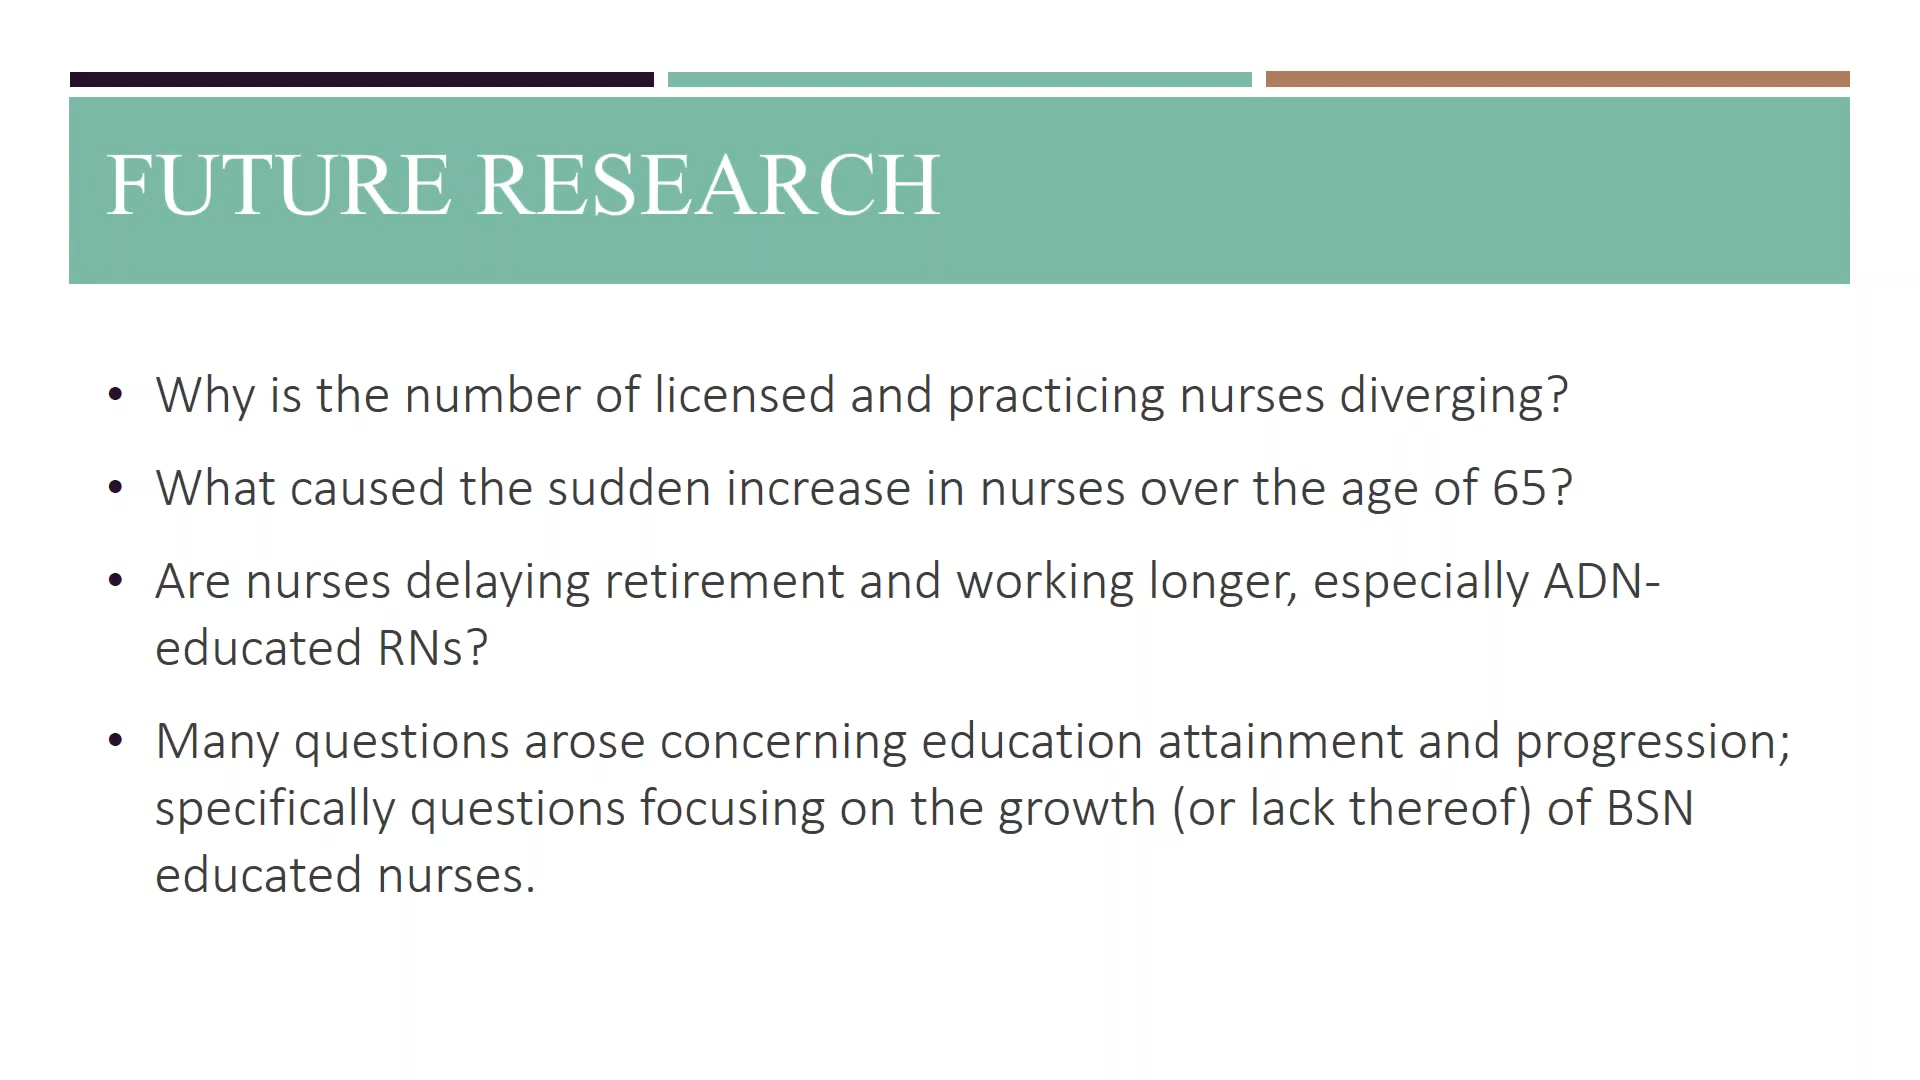 FUTURE RESEARCH
• Why is the number of licensed and practicing nurses diverging?
• What caused the sudden increase in nurses over the age of 65?
• Are nurses delaying retirement and working longer, especially ADN-
educated RNs?
• Many questions arose concerning education attainment and progression;
specifically questions focusing on the growth (or lack thereof) of BSN
educated nurses.